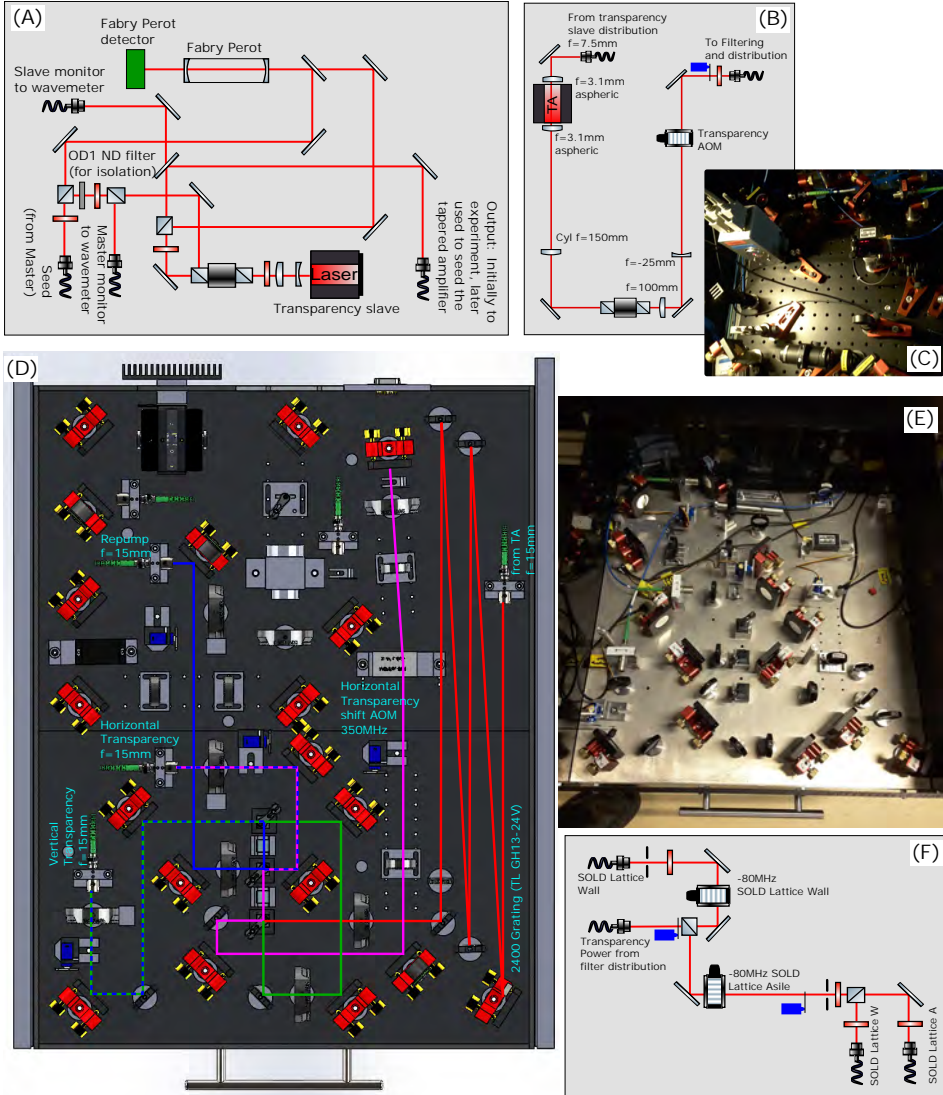 (A)
Fabry Perot
detector
Fabry Perot
Slave monitor
to wavemeter
OD1 ND filter
(for isolation)
Seed
(from Master)
Master monitor
to wavemeter
Laser
Transparency slave
Output: Initially to
experiment, later
used to seed the
tapered amplifier
(B)
From transparency
slave distribution
f=7.5mm
f=3.1mm
aspheric
TA
f=3.1mm
aspheric
Cyl f=150mm
f=100mm
f=-25mm
Transparency
AOM
To Filtering
and distribution
(C)
(D)
Repump
f=15mm
from TA
f=15mm
Horizontal
Transparency
shift AOM
350MHz
Horizontal
Transparency
f=15mm
Vertical
Transparency
f=15mm
2400 Grating (TL GH13-24V)
(E)
(F)
SOLD Lattice
Wall
-80MHz
SOLD Lattice Wall
Transparency
Power from
filter distribution
-80MHz SOLD
Lattice Asile
SOLD Lattice W
SOLD Lattice A